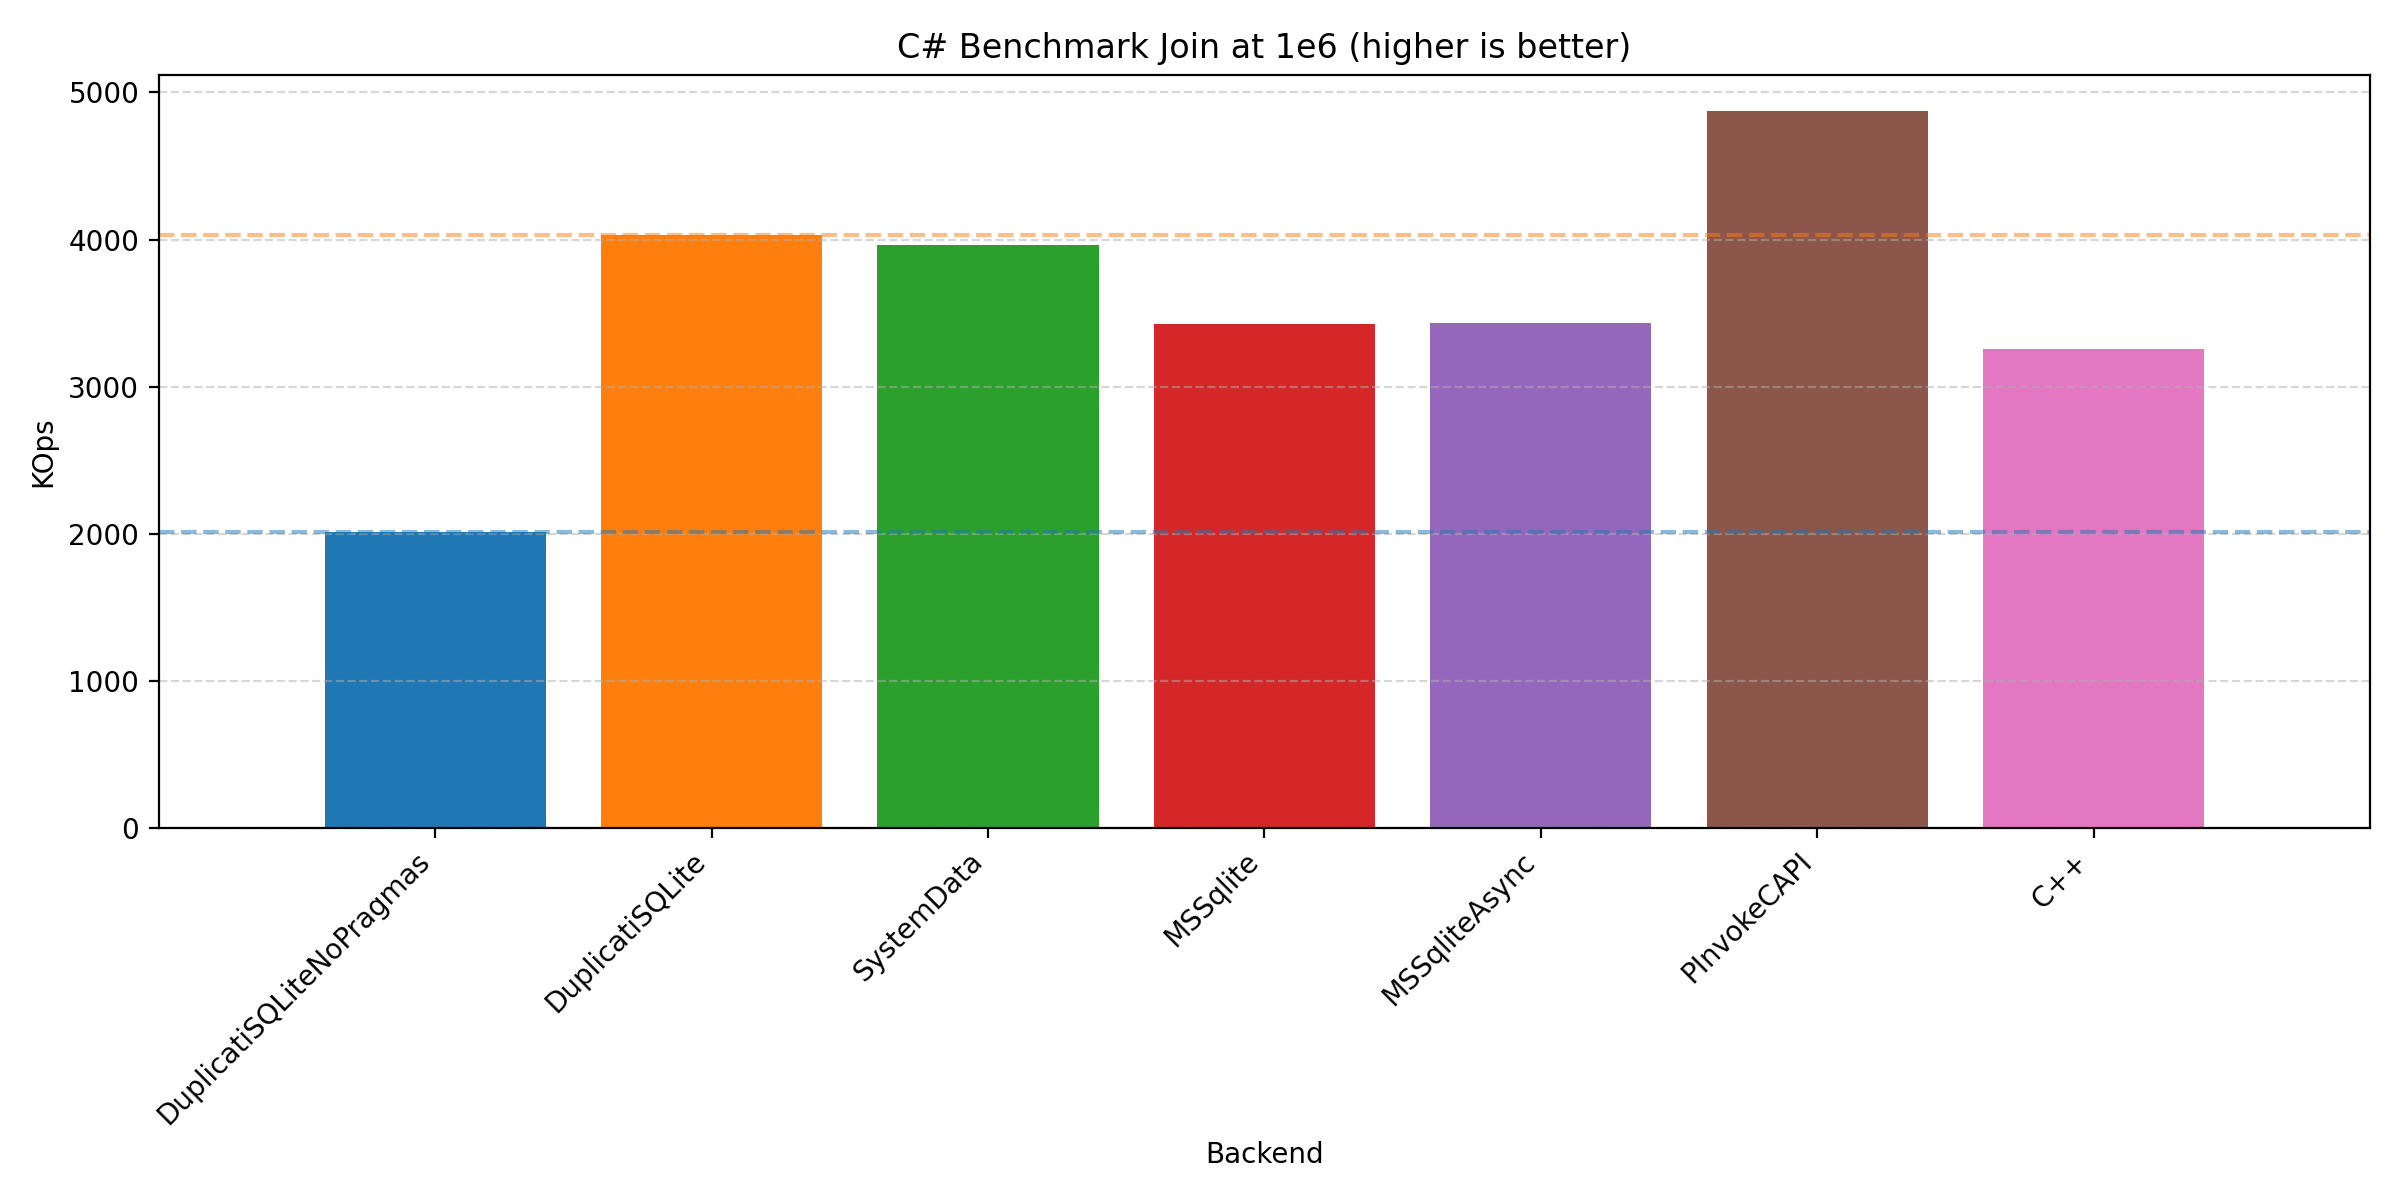 C# Benchmark Join at 1e6 (higher is better)
KOps
5000
4000
3000
2000
1000
0
DuplicatiSQLiteNoPragmas
DuplicatiSQLite
SystemData
MSSqlite
MSSqliteAsync
PInvokeCAPI
C++
Backend